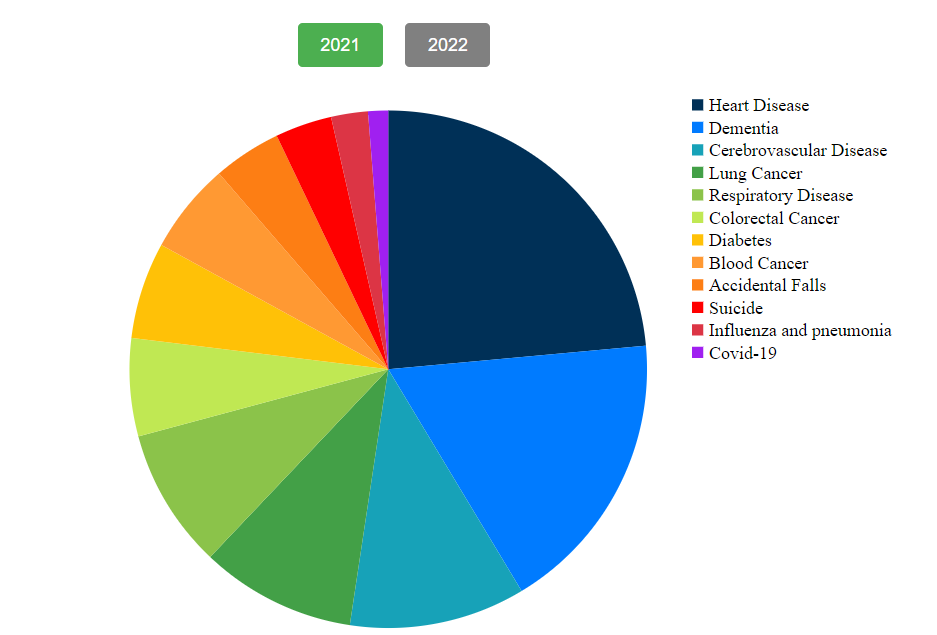 2021 2022
Heart Disease
Dementia
Cerebrovascular Disease
Lung Cancer
Respiratory Disease
Colorectal Cancer
Diabetes
Blood Cancer
Accidental Falls
Suicide
Influenza and pneumonia
Covid-19